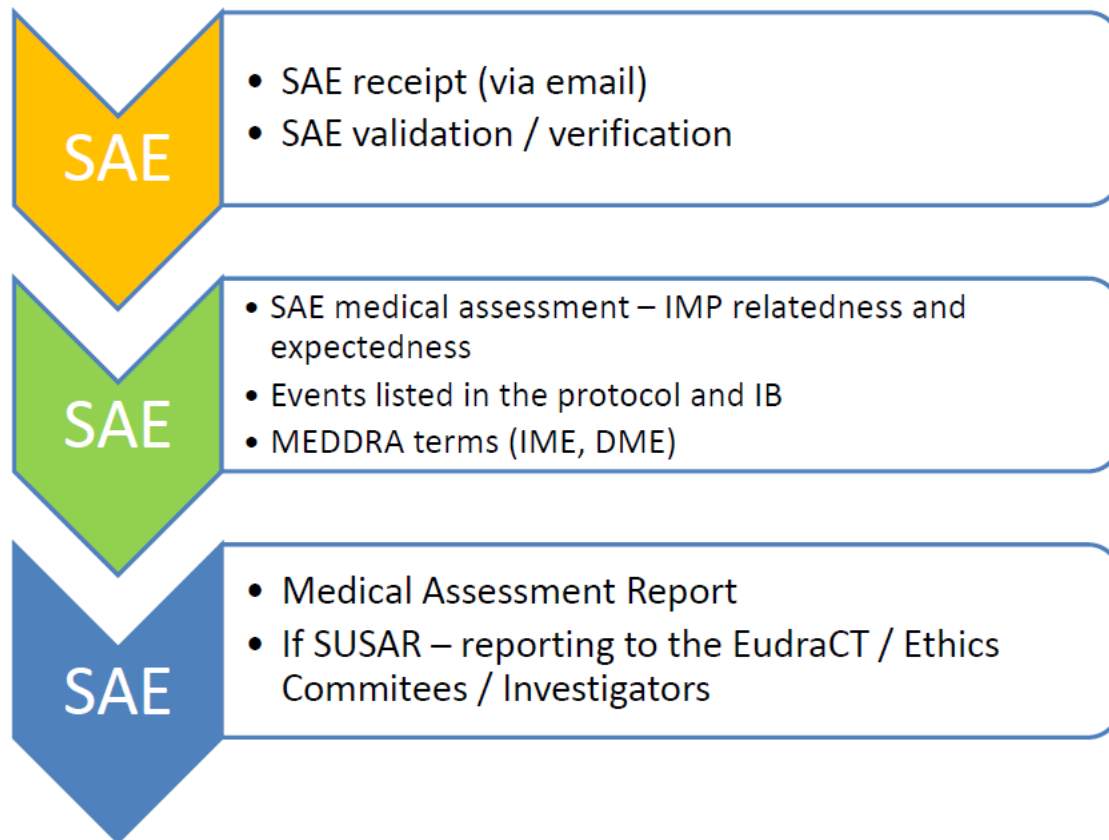 SAE
• SAE receipt (via email)
• SAE validation / verification
SAE
• SAE medical assessment – IMP relatedness and
expectedness
• Events listed in the protocol and IB
• MEDDRA terms (IME, DME)
SAE
• Medical Assessment Report
• If SUSAR – reporting to the EudraCT / Ethics
Commitees / Investigators